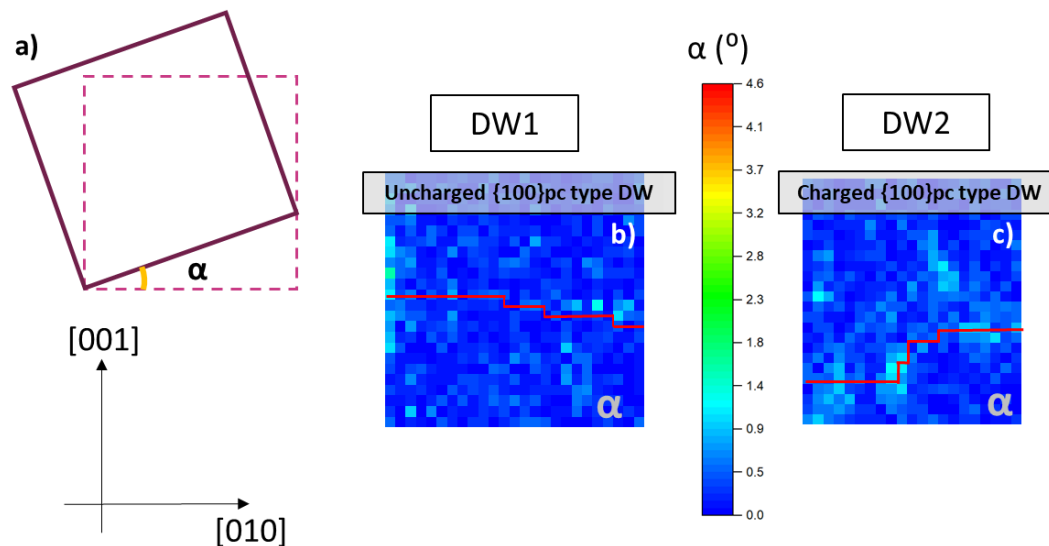 a)
α
[001]
[010]
DW1
Uncharged {100}pc type DW
b)
α
α (⁰)
4.6
4.1
3.7
3.2
2.8
2.3
1.8
1.4
0.9
0.5
0.0
DW2
Charged {100}pc type DW
c)
α